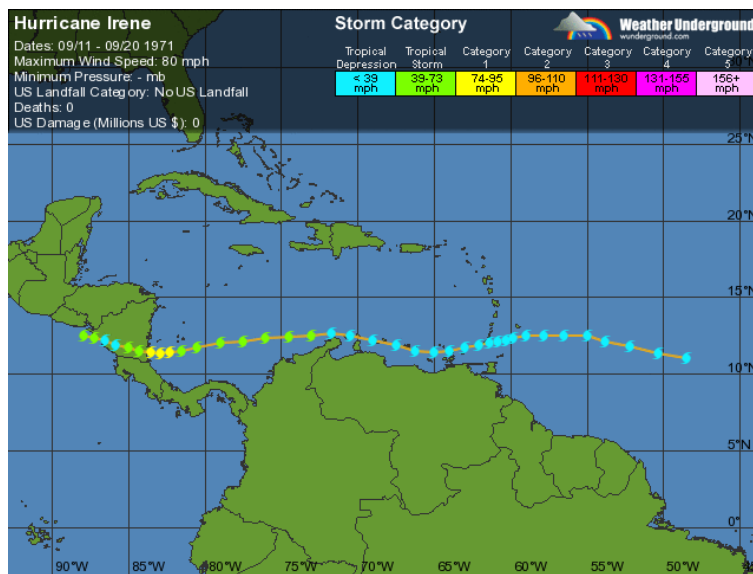 Hurricane Irene
Dates: 09/11 - 09/20 1971
Maximum Wind Speed: 80 mph
Minimum Pressure: - mb
US Landfall Category: No US Landfall
Deaths: 0
US Damage (Millions US $): 0
Storm Category
Weather Underground
wunderground.com
Tropical Depression
Tropical Storm
Category 1
Category 2
Category 3
Category 4
Category 5
< 39 mph
39-73 mph
74-95 mph
96-110 mph
111-130 mph
131-155 mph
156+ mph
25°N
20°N
15°N
10°N
5°N
0°
90°W
85°W
80°W
75°W
70°W
65°W
60°W
55°W
50°W